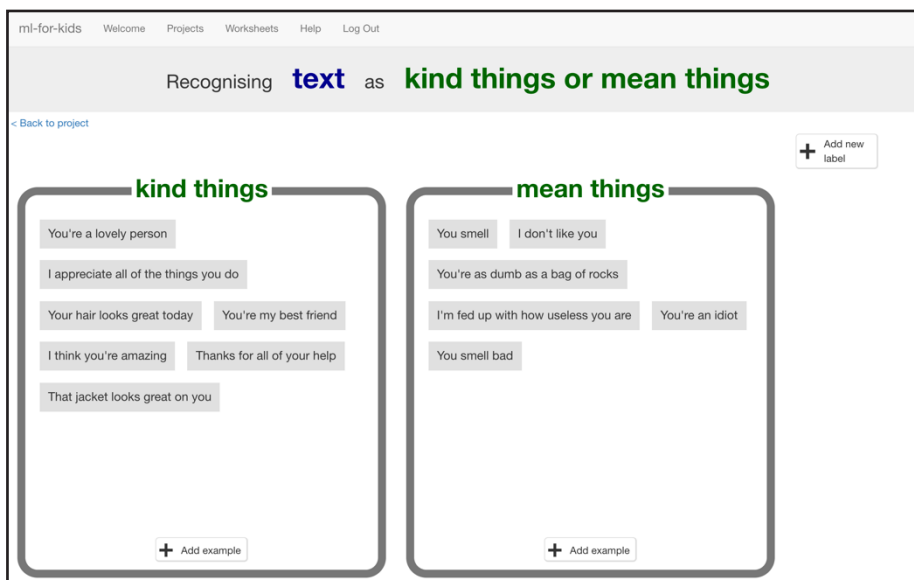 ml-for-kids Welcome Projects Worksheets Help Log Out
Recognising text as kind things or mean things
< Back to project
+ Add new
label
kind things
You're a lovely person
I appreciate all of the things you do
Your hair looks great today You're my best friend
I think you're amazing Thanks for all of your help
That jacket looks great on you
+ Add example
mean things
You smell I don't like you
You're as dumb as a bag of rocks
I'm fed up with how useless you are You're an idiot
You smell bad
+ Add example